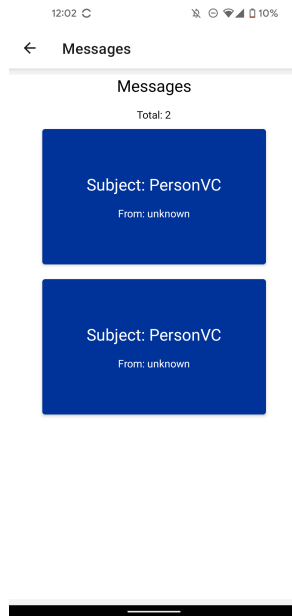 12:02
10%
Messages
Messages
Total: 2
Subject: PersonVC
From: unknown
Subject: PersonVC
From: unknown